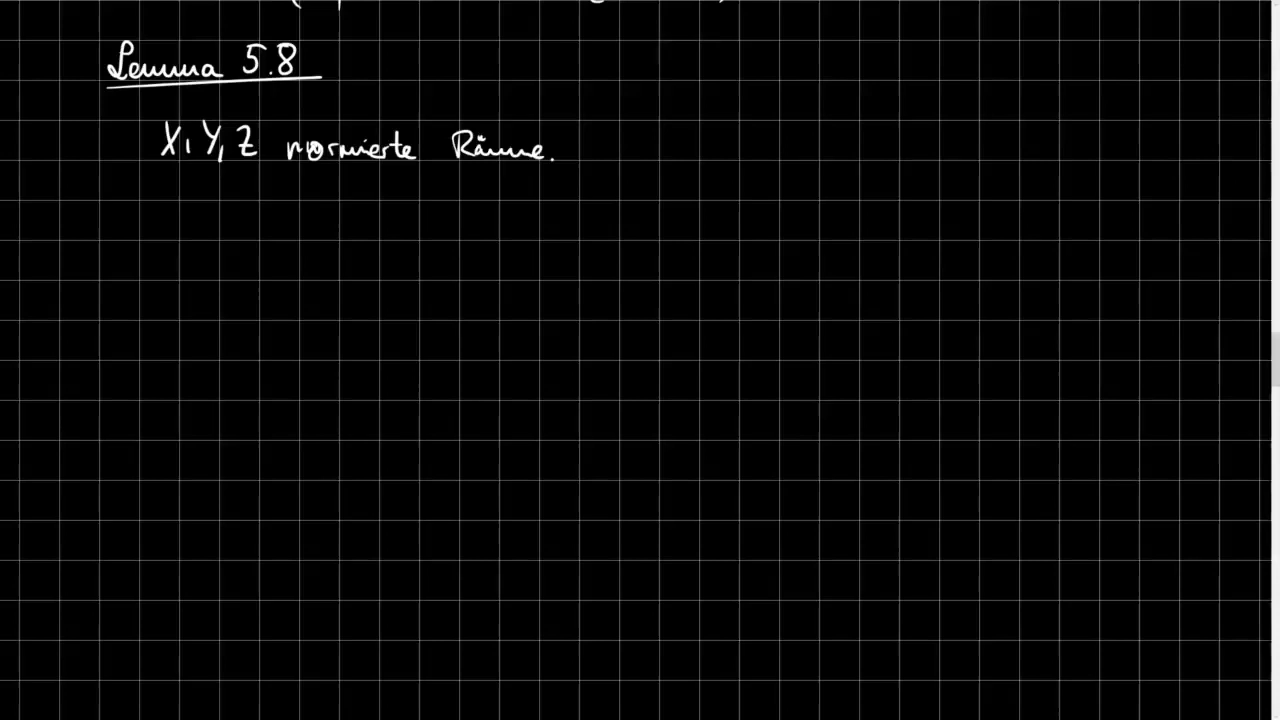 Lemma 5.8
X, Y, Z normierte Räume.